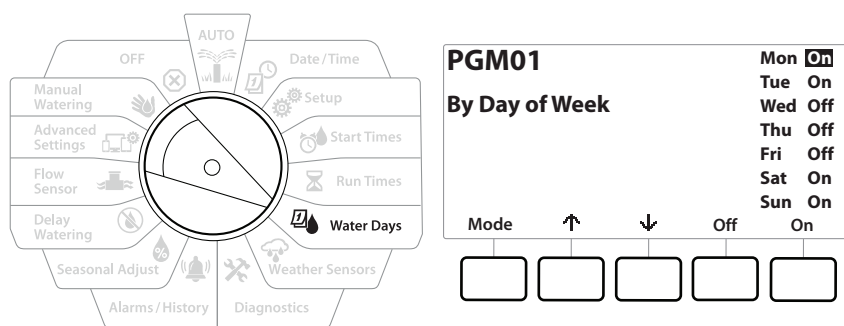 AUTO
OFF
Date / Time
Manual
Watering
Setup
Advanced
Settings
Start Times
Flow
Sensor
Run Times
Delay
Watering
Water Days
Seasonal Adjust
Weather Sensors
Alarms / History
Diagnostics
PGM01
By Day of Week
Mon On
Tue On
Wed Off
Thu Off
Fri Off
Sat On
Sun On
Mode ↑ ↓ Off On